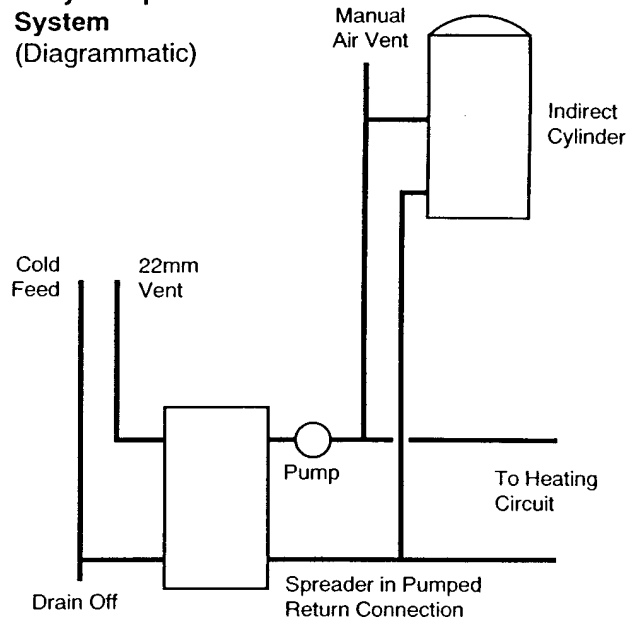 System
(Diagrammatic)
Manual
Air Vent
Indirect
Cylinder
Cold
Feed
22mm
Vent
Pump
To Heating
Circuit
Drain Off
Spreader in Pumped
Return Connection